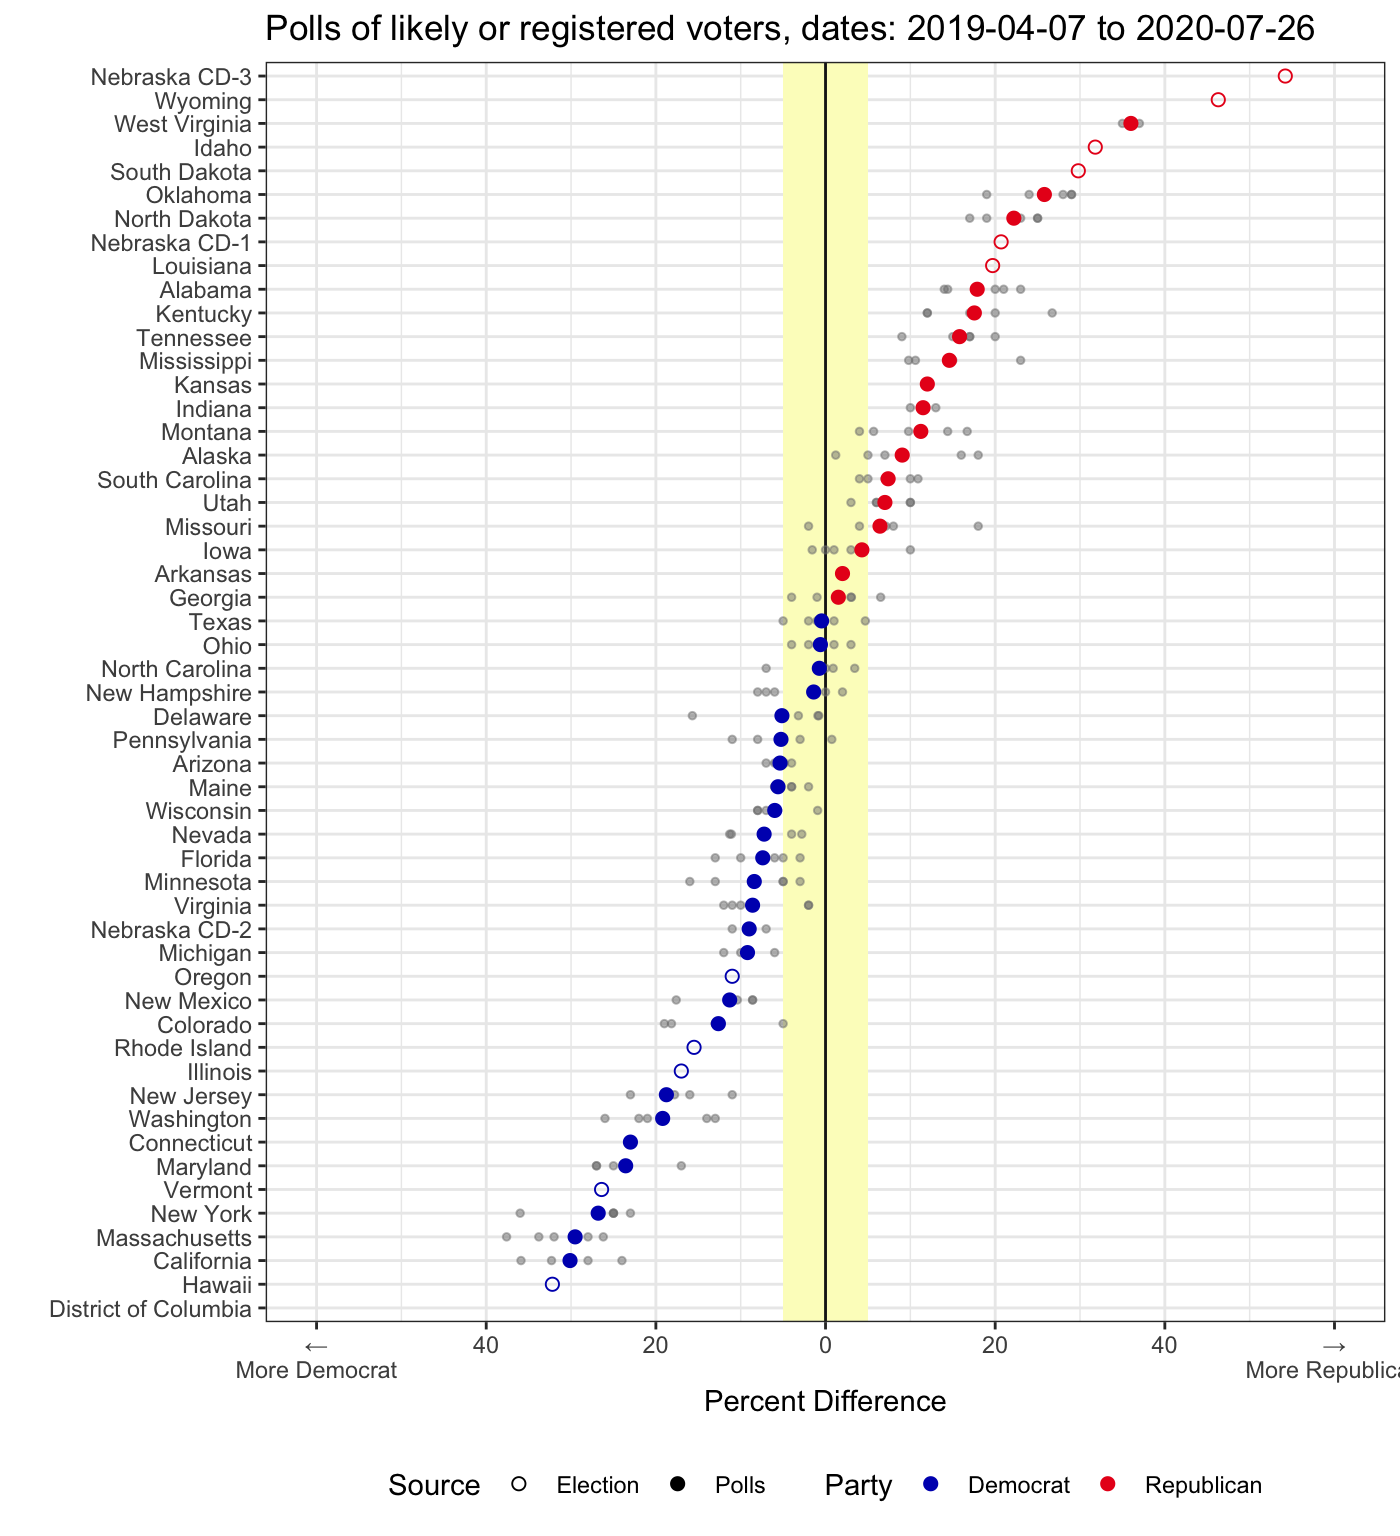 Polls of likely or registered voters, dates: 2019-04-07 to 2020-07-26
Nebraska CD-3
Wyoming
West Virginia
Idaho
South Dakota
Oklahoma
North Dakota
Nebraska CD-1
Louisiana
Alabama
Kentucky
Tennessee
Mississippi
Kansas
Indiana
Montana
Alaska
South Carolina
Utah
Missouri
Iowa
Arkansas
Georgia
Texas
Ohio
North Carolina
New Hampshire
Delaware
Pennsylvania
Arizona
Maine
Wisconsin
Nevada
Florida
Minnesota
Virginia
Nebraska CD-2
Michigan
Oregon
New Mexico
Colorado
Rhode Island
Illinois
New Jersey
Washington
Connecticut
Maryland
Vermont
New York
Massachusetts
California
Hawaii
District of Columbia
← 40 20 0 20 40 →
More Democrat More Republica
Percent Difference
Source Election Polls Party Democrat Republican